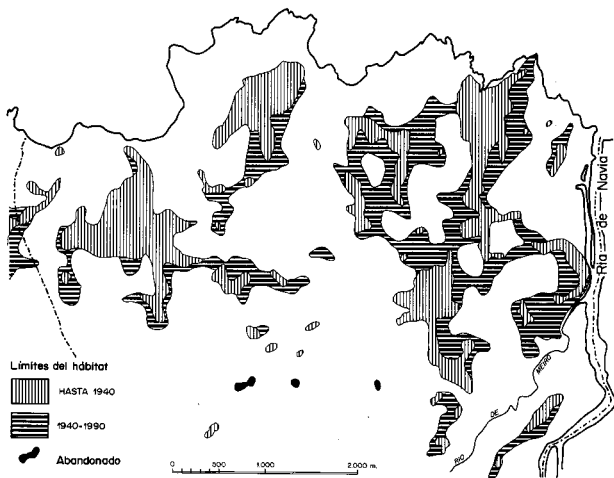 Ría de Navia
RIO DE MEIRO
Límites del hábitat
HASTA 1940
1940-1990
Abandonado
0 500 1.000 2.000 m.